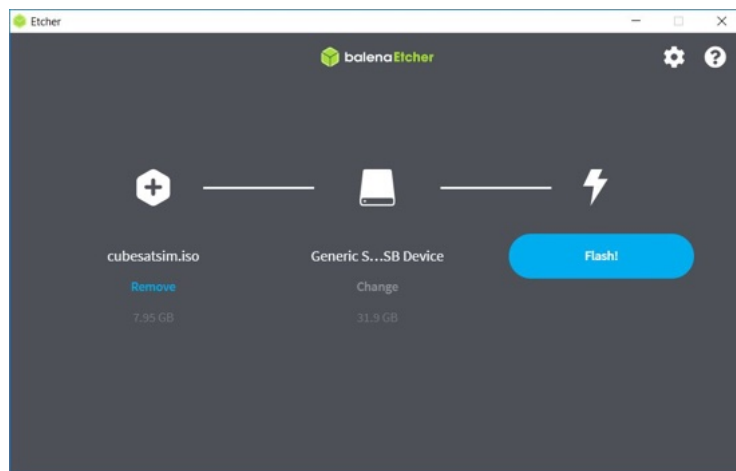 Etcher
balenaEtcher
cubesatsim.iso
Generic S...SB Device
Flash!
Remove
Change
7.95 GB
31.9 GB